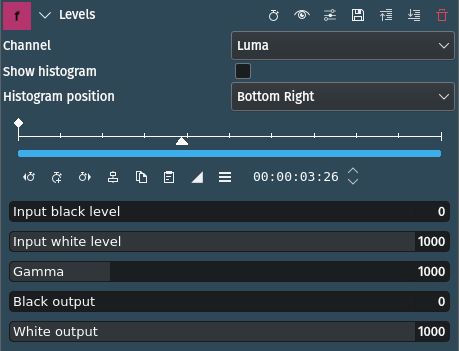 f Levels
Channel Luma
Show histogram
Histogram position Bottom Right
00:00:03:26
Input black level 0
Input white level 1000
Gamma 1000
Black output 0
White output 1000